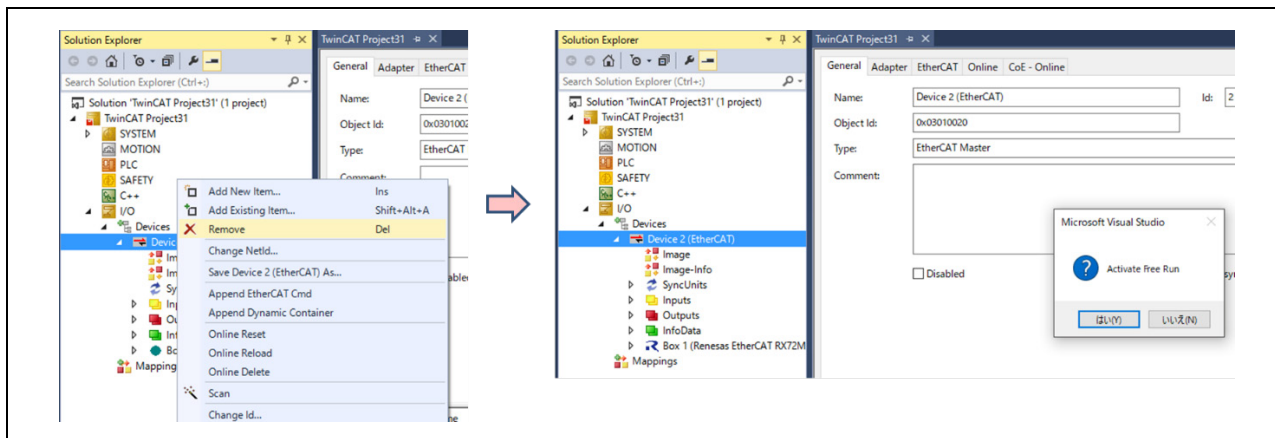 Solution Explorer
Search Solution Explorer (Ctrl+:)
Solution 'TwinCAT Project31' (1 project)
TwinCAT Project31
SYSTEM
MOTION
PLC
SAFETY
C++
I/O
Devices
Mapping
Add New Item... Ins
Add Existing Item... Shift+Alt+A
Remove Del
Change NetId...
Save Device 2 (EtherCAT) As...
Append EtherCAT Cmd
Append Dynamic Container
Online Reset
Online Reload
Online Delete
Scan
Change Id...
TwinCAT Project31
General Adapter EtherCAT
Name: Device 2 (
Object Id: 0x0301002
Type: EtherCAT
Solution Explorer
Search Solution Explorer (Ctrl+:)
Solution 'TwinCAT Project31' (1 project)
TwinCAT Project31
SYSTEM
MOTION
PLC
SAFETY
C++
I/O
Devices
Device 2 (EtherCAT)
Image
Image-Info
SyncUnits
Inputs
Outputs
InfoData
Box 1 (Renesas EtherCAT RX72M
Mappings
TwinCAT Project31
General Adapter EtherCAT Online CoE - Online
Name: Device 2 (EtherCAT) Id: 2
Object Id: 0x03010020
Type: EtherCAT Master
Comment:
Disabled
Microsoft Visual Studio
Activate Free Run
はい(Y) いいえ(N)